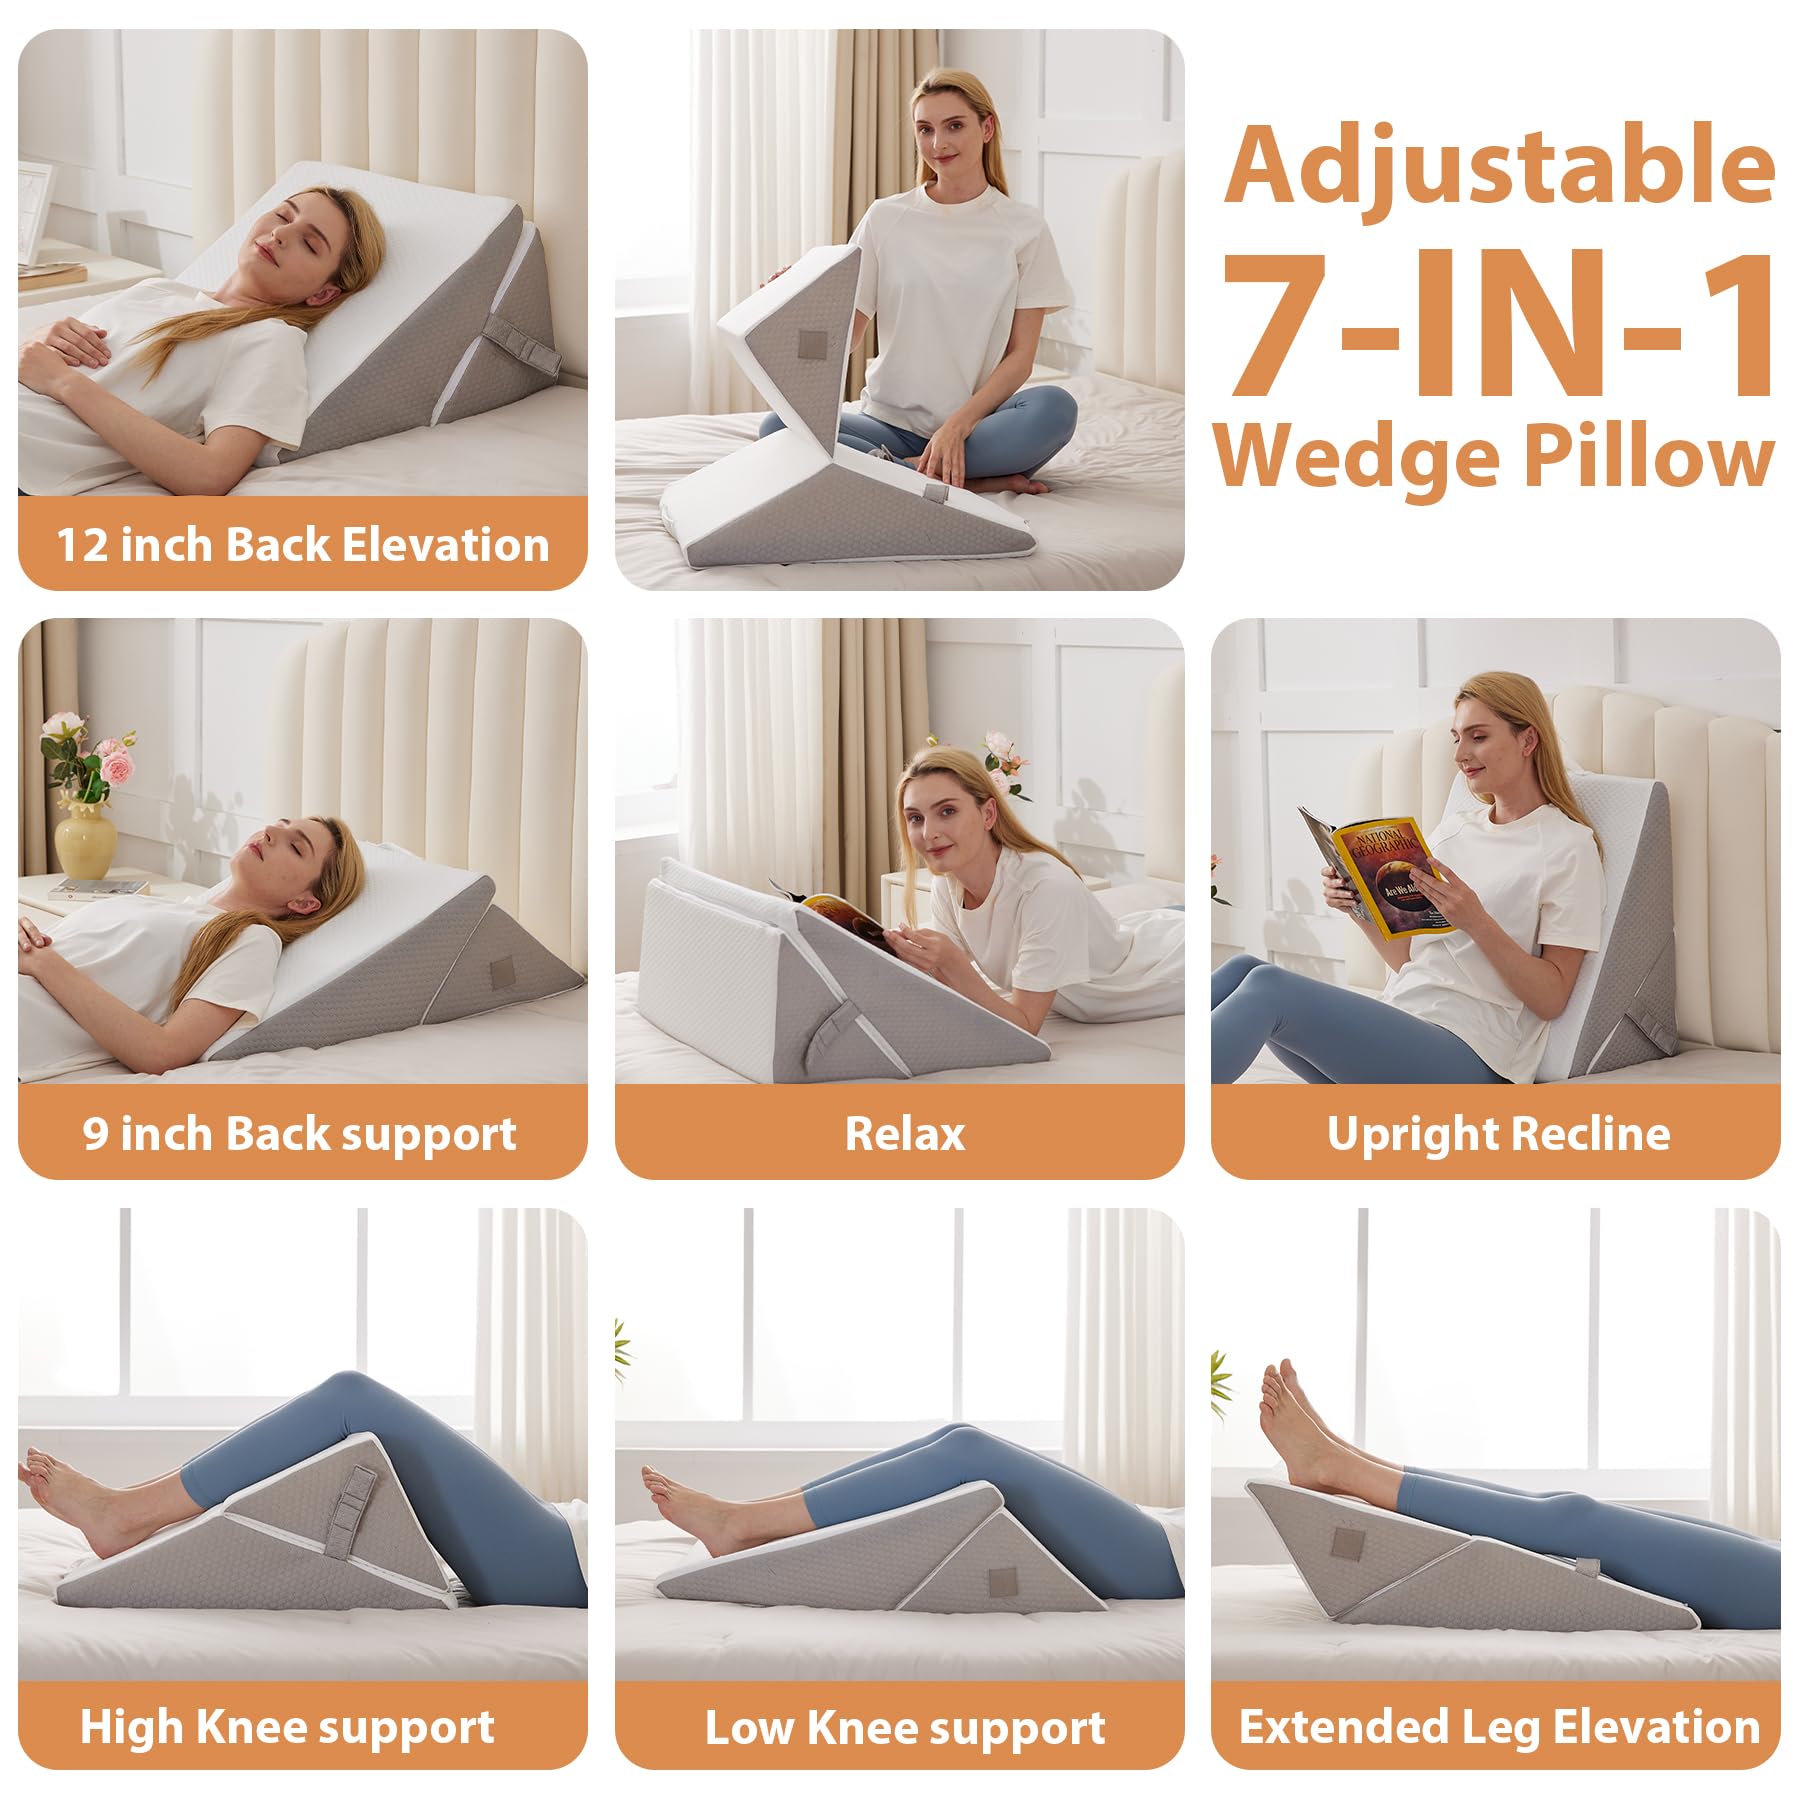 Adjustable
7-IN-1
Wedge Pillow
12 inch Back Elevation
NATIONAL
GEOGRAPHIC
9 inch Back support
Relax
Upright Recline
High Knee support
Low Knee support
Extended Leg Elevation